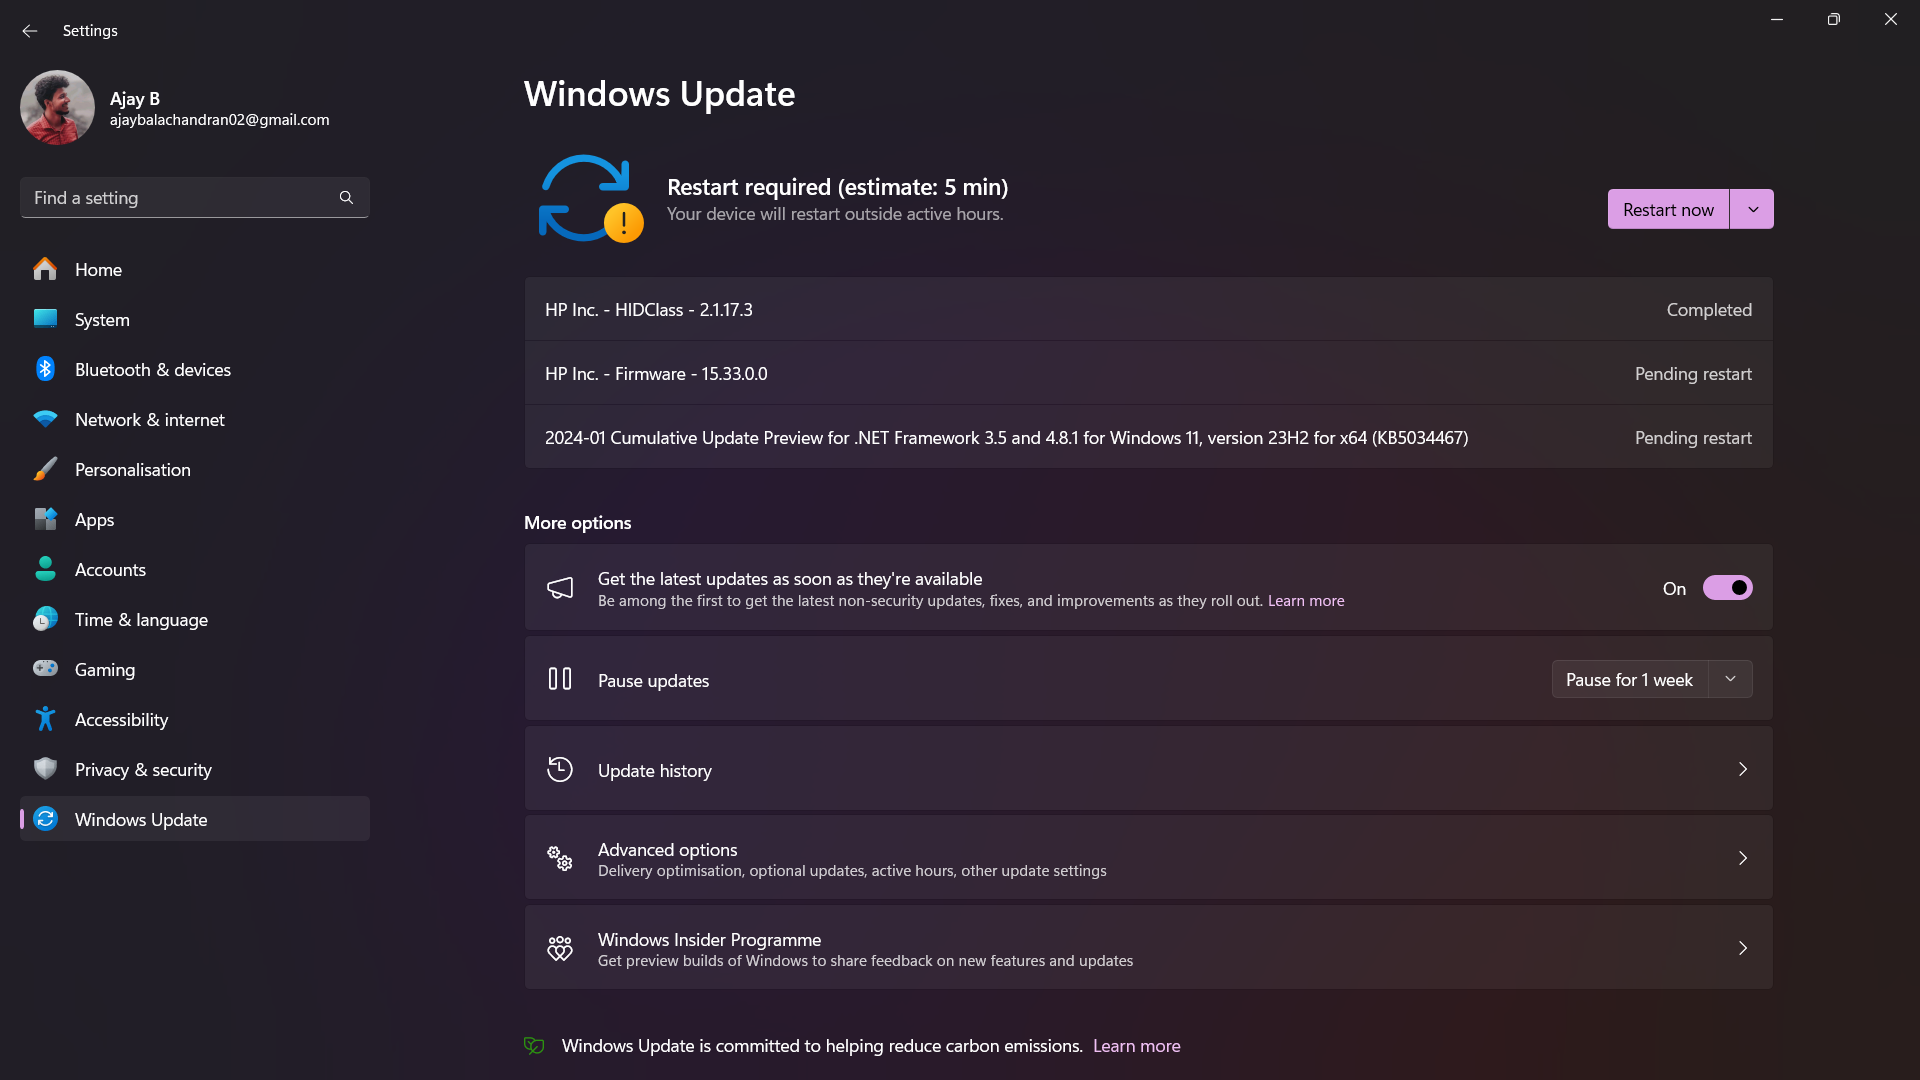 Settings
Ajay B
ajaybalachandran02@gmail.com
Find a setting
Home
System
Bluetooth & devices
Network & internet
Personalisation
Apps
Accounts
Time & language
Gaming
Accessibility
Privacy & security
Windows Update
Windows Update
Restart required (estimate: 5 min)
Your device will restart outside active hours.
Restart now
HP Inc. - HIDClass - 2.1.17.3 Completed
HP Inc. - Firmware - 15.33.0.0 Pending restart
2024-01 Cumulative Update Preview for .NET Framework 3.5 and 4.8.1 for Windows 11, version 23H2 for x64 (KB5034467) Pending restart
More options
Get the latest updates as soon as they're available
Be among the first to get the latest non-security updates, fixes, and improvements as they roll out. Learn more
On
Pause updates
Pause for 1 week
Update history
Advanced options
Delivery optimisation, optional updates, active hours, other update settings
Windows Insider Programme
Get preview builds of Windows to share feedback on new features and updates
Windows Update is committed to helping reduce carbon emissions. Learn more